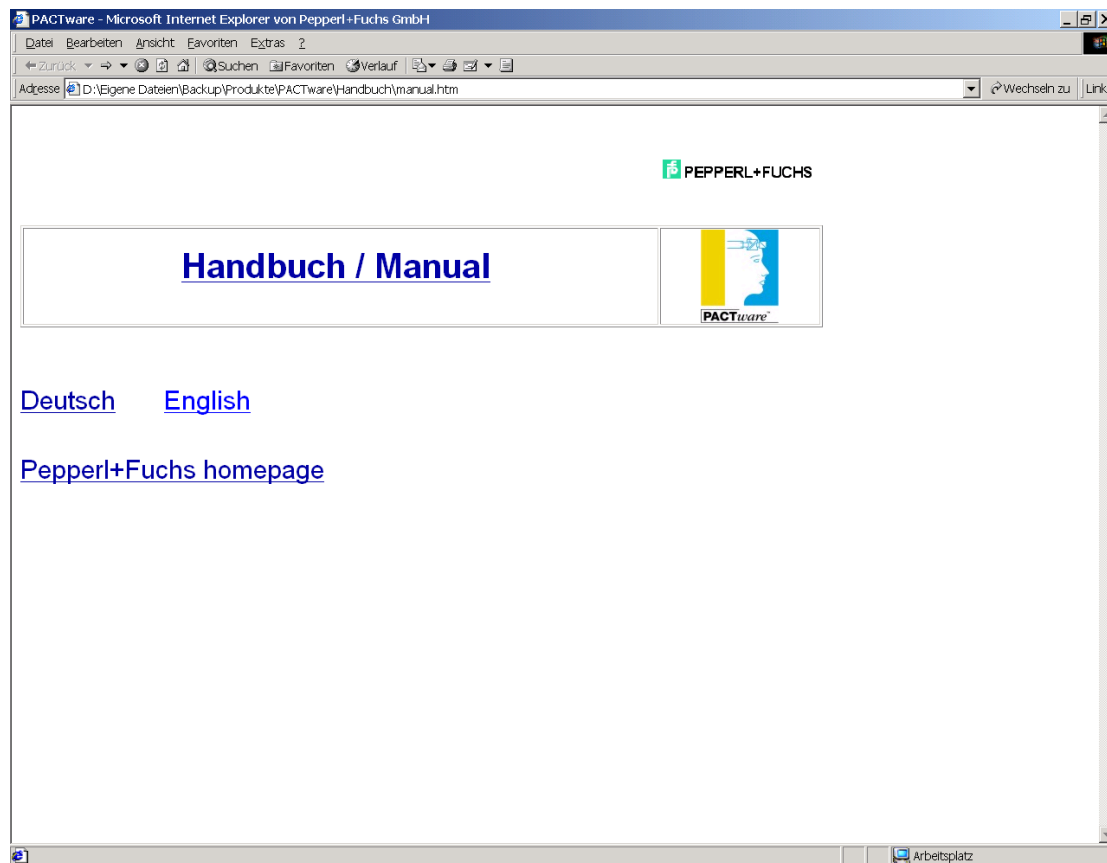 PACTware - Microsoft Internet Explorer von Pepperl+Fuchs GmbH
Datei Bearbeiten Ansicht Favoriten Extras ?
Zurück Suchen Favoriten Verlauf
Adresse D:\Eigene Dateien\Backup\Produkte\PACTware\Handbuch\manual.htm Wechseln zu Link
PEPPERL+FUCHS
Handbuch / Manual
PACTware™
Deutsch English
Pepperl+Fuchs homepage
Arbeitsplatz